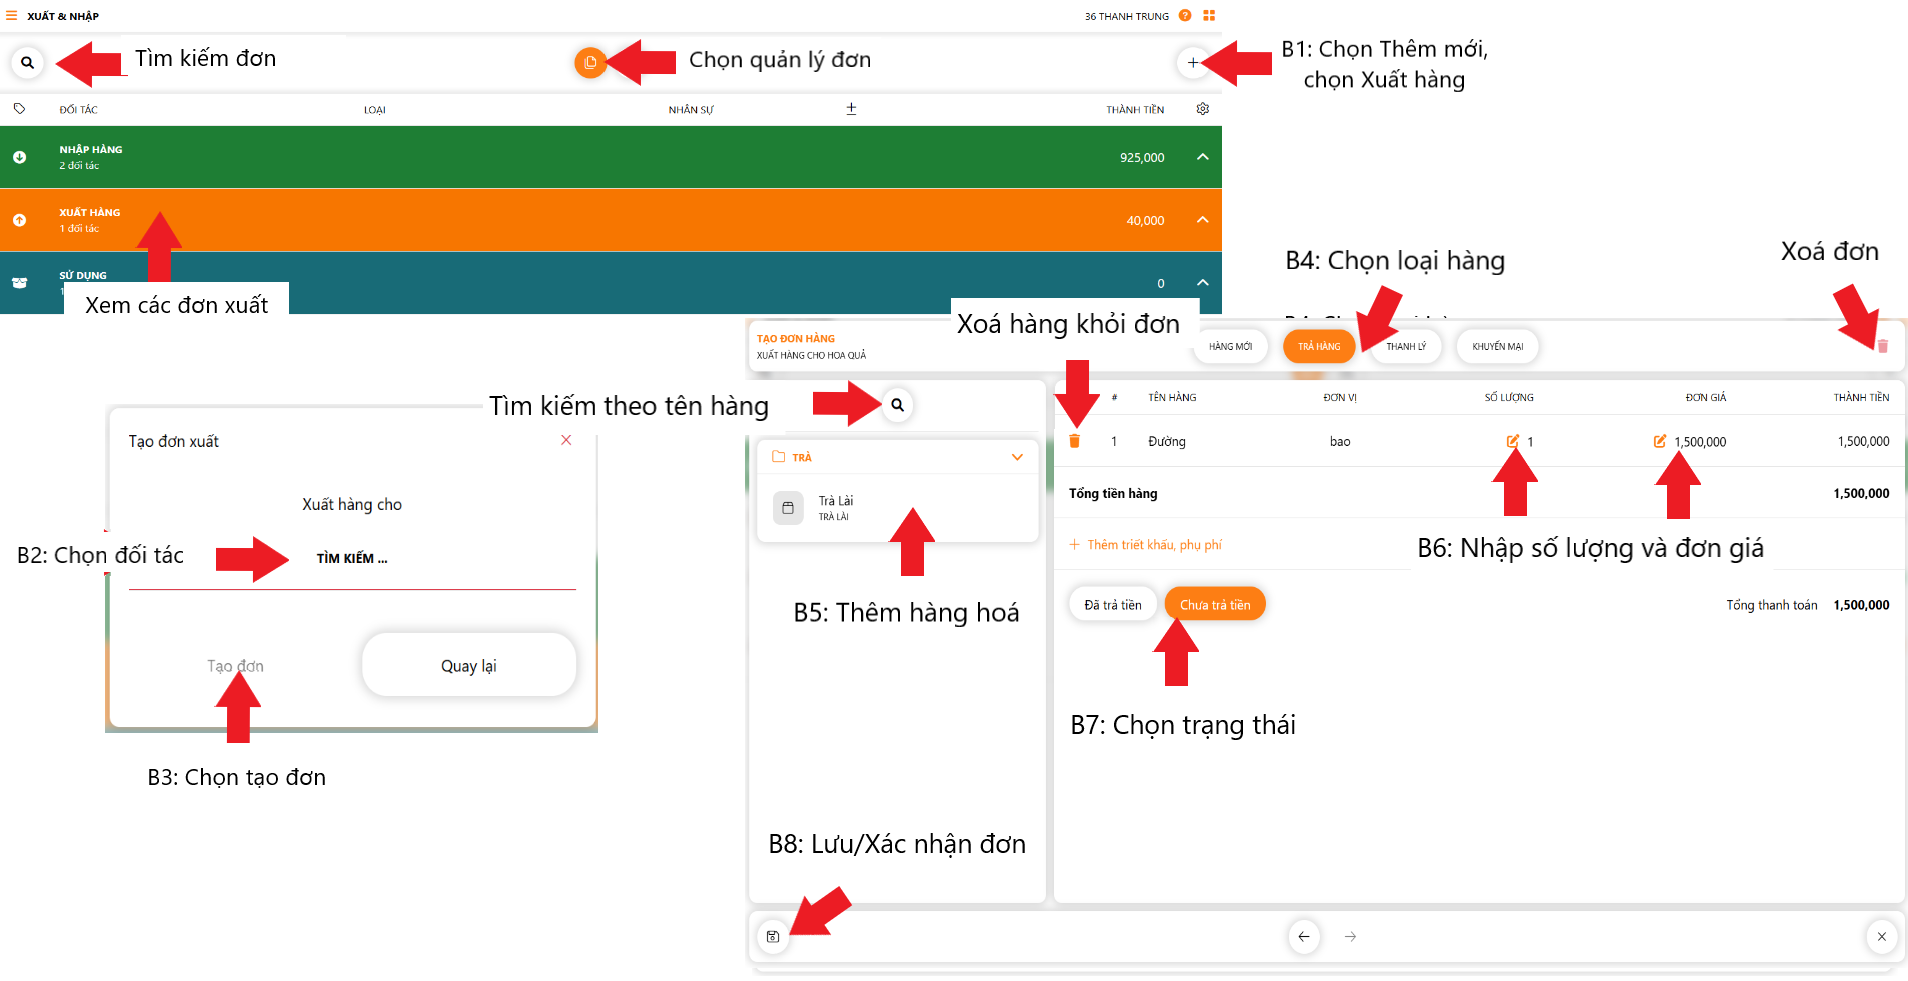 XUẤT & NHẬP
36 THANH TRUNG
Tìm kiếm đơn
Chọn quản lý đơn
B1: Chọn Thêm mới,
chọn Xuất hàng
ĐỐI TÁC LOẠI NHÂN SỰ THÀNH TIỀN
NHẬP HÀNG
2 đối tác
925,000
XUẤT HÀNG
1 đối tác
40,000
SỬ DỤNG
0
Xem các đơn xuất
B4: Chọn loại hàng
Xoá đơn
Xoá hàng khỏi đơn
TẠO ĐƠN HÀNG
XUẤT HÀNG CHO HOA QUẢ
HÀNG MỚI
TRẢ HÀNG
THANH LÝ
KHUYẾN MẠI
Tìm kiếm theo tên hàng
# TÊN HÀNG ĐƠN VỊ SỐ LƯỢNG ĐƠN GIÁ THÀNH TIỀN
1 Đường bao 1 1,500,000 1,500,000
Tổng tiền hàng 1,500,000
+ Thêm triết khấu, phụ phí
B6: Nhập số lượng và đơn giá
Đã trả tiền
Chưa trả tiền
Tổng thanh toán 1,500,000
B7: Chọn trạng thái
TRÀ
Trà Lài
TRÀ LÀI
B5: Thêm hàng hoá
Tạo đơn xuất
Xuất hàng cho
B2: Chọn đối tác
TÌM KIẾM ...
Tạo đơn
Quay lại
B3: Chọn tạo đơn
B8: Lưu/Xác nhận đơn